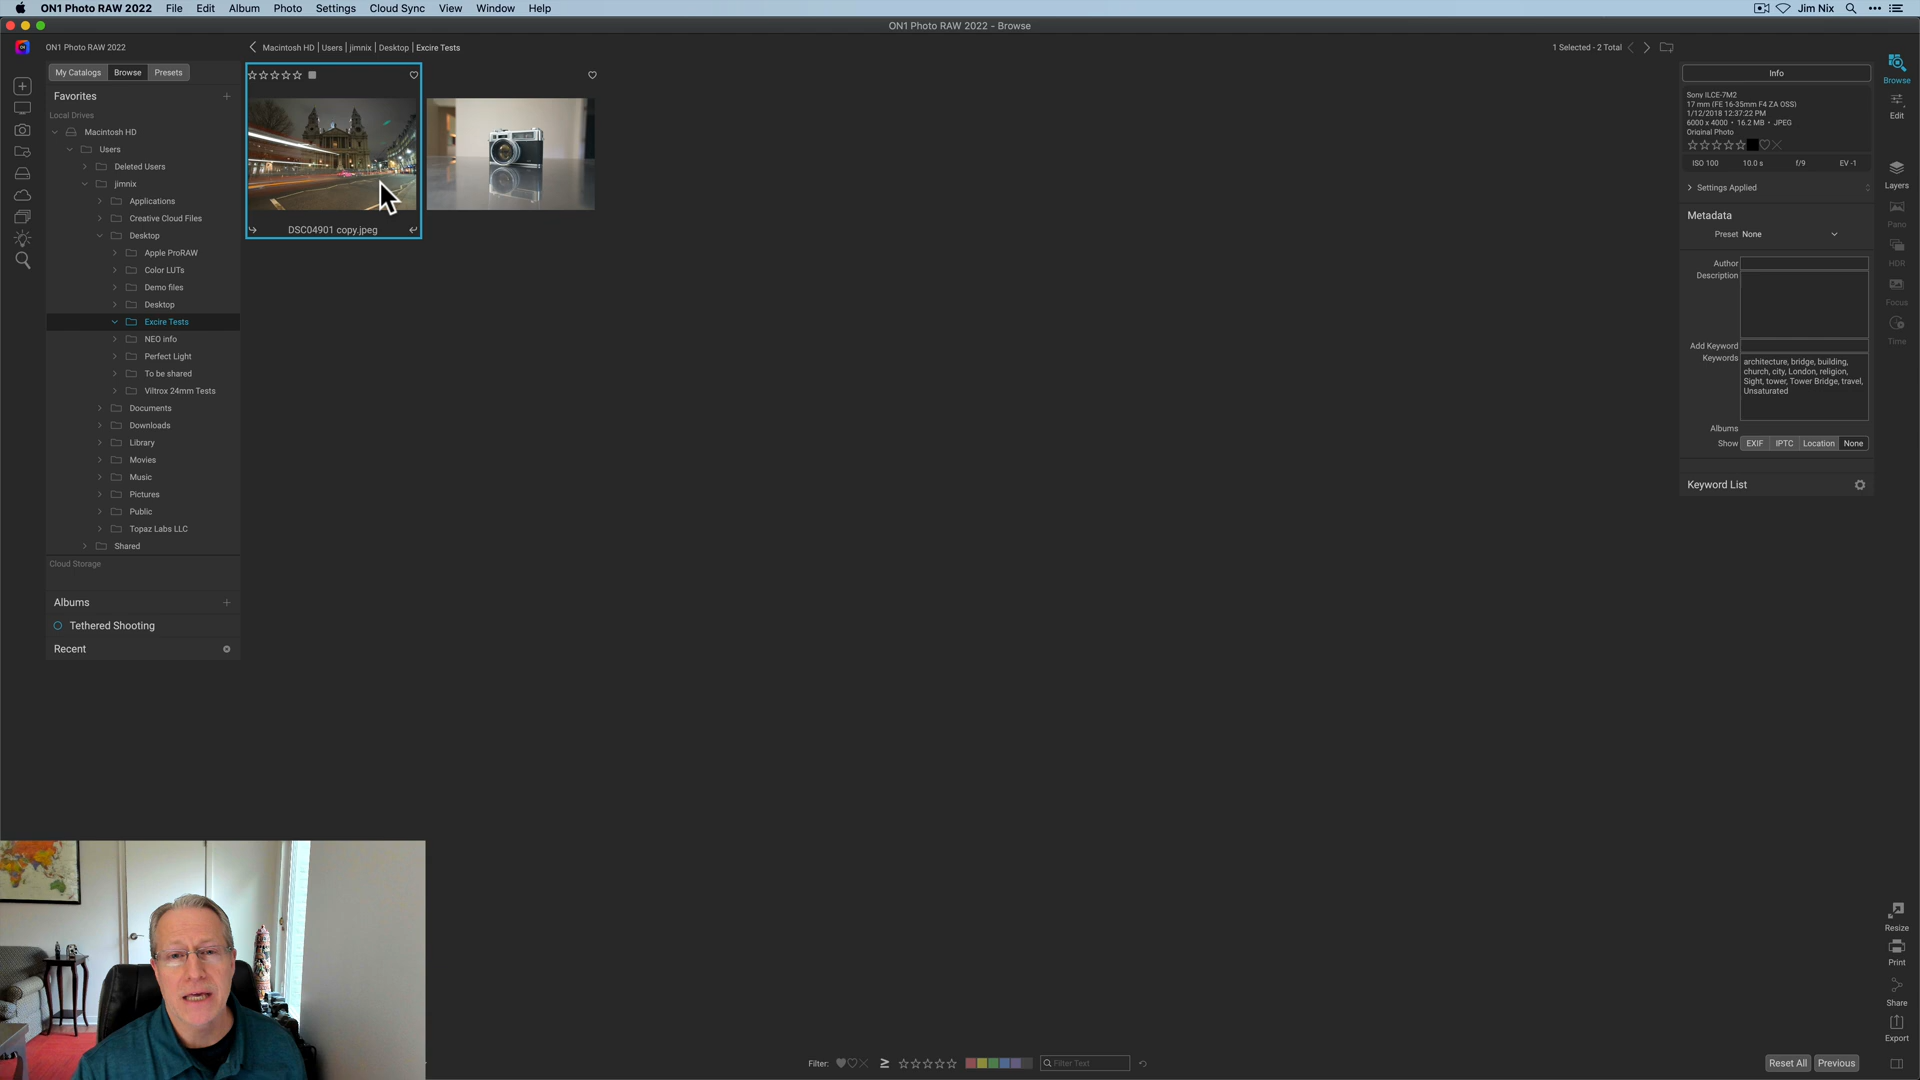 ON1 Photo RAW 2022 File Edit Album Photo Settings Cloud Sync View Window Help
Jim Nix
ON1 Photo RAW 2022 - Browse
ON1 Photo RAW 2022
Macintosh HD | Users | jimnix | Desktop | Excire Tests
1 Selected - 2 Total
My Catalogs Browse Presets
Favorites
Local Drives
Macintosh HD
Users
Deleted Users
jimnix
Applications
Creative Cloud Files
Desktop
Apple ProRAW
Color LUTs
Demo files
Desktop
Excire Tests
NEO info
Perfect Light
To be shared
Viltrox 24mm Tests
Documents
Downloads
Library
Movies
Music
Pictures
Public
Topaz Labs LLC
Shared
Cloud Storage
Albums
Tethered Shooting
Recent
DSC04901 copy.jpeg
Info
Sony ILCE-7M2
17 mm (FE 16-35mm F4 ZA OSS)
1/12/2018 12:37:22 PM
6000 x 4000 • 16.2 MB • JPEG
Original Photo
ISO 100 10.0 s f/9 EV -1
Settings Applied
Metadata
Preset None
Author
Description
Add Keyword
Keywords
architecture, bridge, building,
church, city, London, religion,
Sight, tower, Tower Bridge, travel,
Unsaturated
Albums
Show EXIF IPTC Location None
Keyword List
Browse
Edit
Layers
Pano
HDR
Focus
Time
Resize
Print
Share
Export
Filter: ≥ Filter Text
Reset All Previous